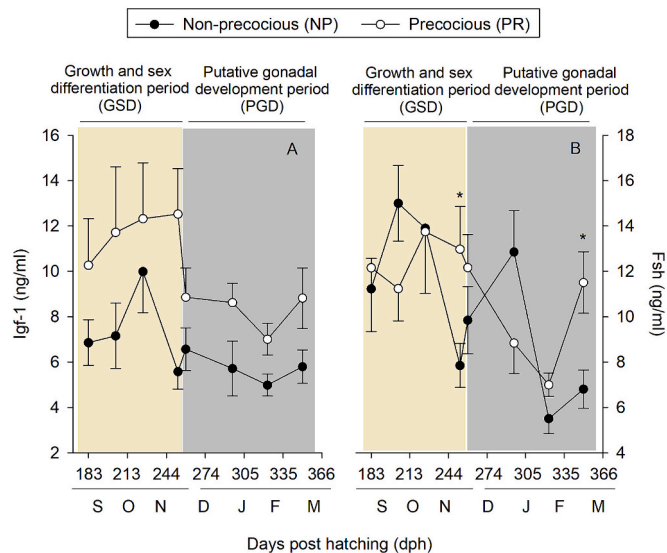 Non-precocious (NP) Precocious (PR)
Growth and sex
differentiation period
(GSD)
Putative gonadal
development period
(PGD)
Growth and sex
differentiation period
(GSD)
Putative gonadal
development period
(PGD)
16
14
12
10
8
6
4
2
Igf-1 (ng/ml)
A
B
*
*
18
16
14
12
10
8
6
4
Fsh (ng/ml)
183 213 244 274 305 335 366 183 213 244 274 305 335 366
S O N D J F M S O N D J F M
Days post hatching (dph)